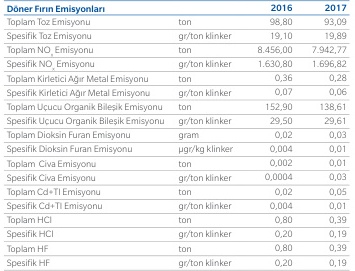 Döner Fırın Emisyonları 2016 2017
Toplam Toz Emisyonu ton 98,80 93,09
Spesifik Toz Emisyonu gr/ton klinker 19,10 19,89
Toplam NOx Emisyonu ton 8.456,00 7.942,77
Spesifik NOx Emisyonu gr/ton klinker 1.630,80 1.696,82
Toplam Kirletici Ağır Metal Emisyonu ton 0,36 0,28
Spesifik Kirletici Ağır Metal Emisyonu gr/ton klinker 0,07 0,06
Toplam Uçucu Organik Bileşik Emisyonu ton 152,90 138,61
Spesifik Uçucu Organik Bileşik Emisyonu gr/ton klinker 29,50 29,61
Toplam Dioksin Furan Emisyonu gram 0,02 0,03
Spesifik Dioksin Furan Emisyonu µgr/kg klinker 0,004 0,01
Toplam Civa Emisyonu ton 0,002 0,01
Spesifik Civa Emisyonu gr/ton klinker 0,0004 0,03
Toplam Cd+TI Emisyonu ton 0,02 0,05
Spesifik Cd+TI Emisyonu gr/ton klinker 0,004 0,01
Toplam HCl ton 0,80 0,39
Spesifik HCl gr/ton klinker 0,20 0,19
Toplam HF ton 0,80 0,39
Spesifik HF gr/ton klinker 0,20 0,19